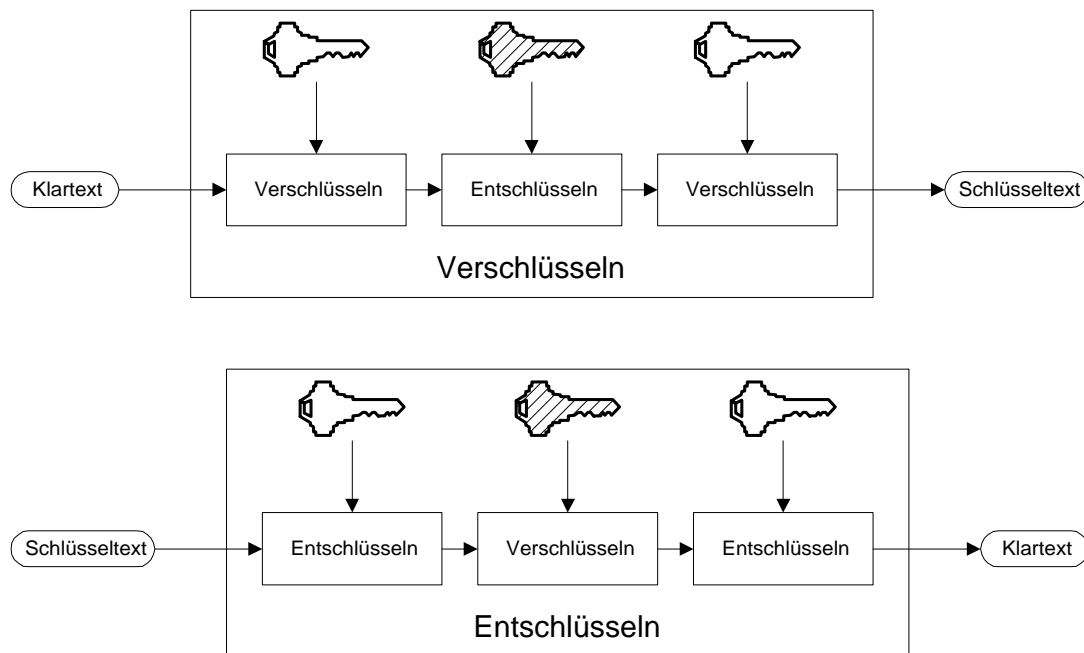 Klartext
Verschlüsseln
Entschlüsseln
Verschlüsseln
Schlüsseltext
Verschlüsseln
Schlüsseltext
Entschlüsseln
Verschlüsseln
Entschlüsseln
Klartext
Entschlüsseln